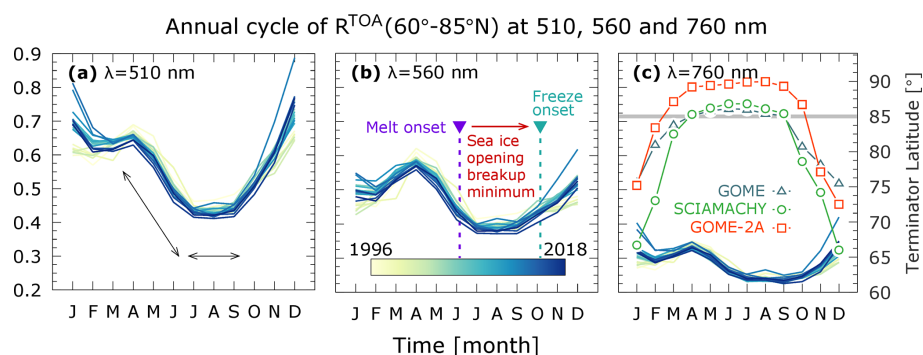 Annual cycle of R^TOA(60°-85°N) at 510, 560 and 760 nm
(a) λ=510 nm
0.9
0.8
0.7
0.6
0.5
0.4
0.3
0.2
J F M A M J J A S O N D
(b) λ=560 nm
Melt onset
Freeze
onset
Sea ice
opening
breakup
minimum
1996 2018
J F M A M J J A S O N D
(c) λ=760 nm
GOME
SCIAMACHY
GOME-2A
90
85
80
75
70
65
60
Terminator Latitude [°]
J F M A M J J A S O N D
Time [month]